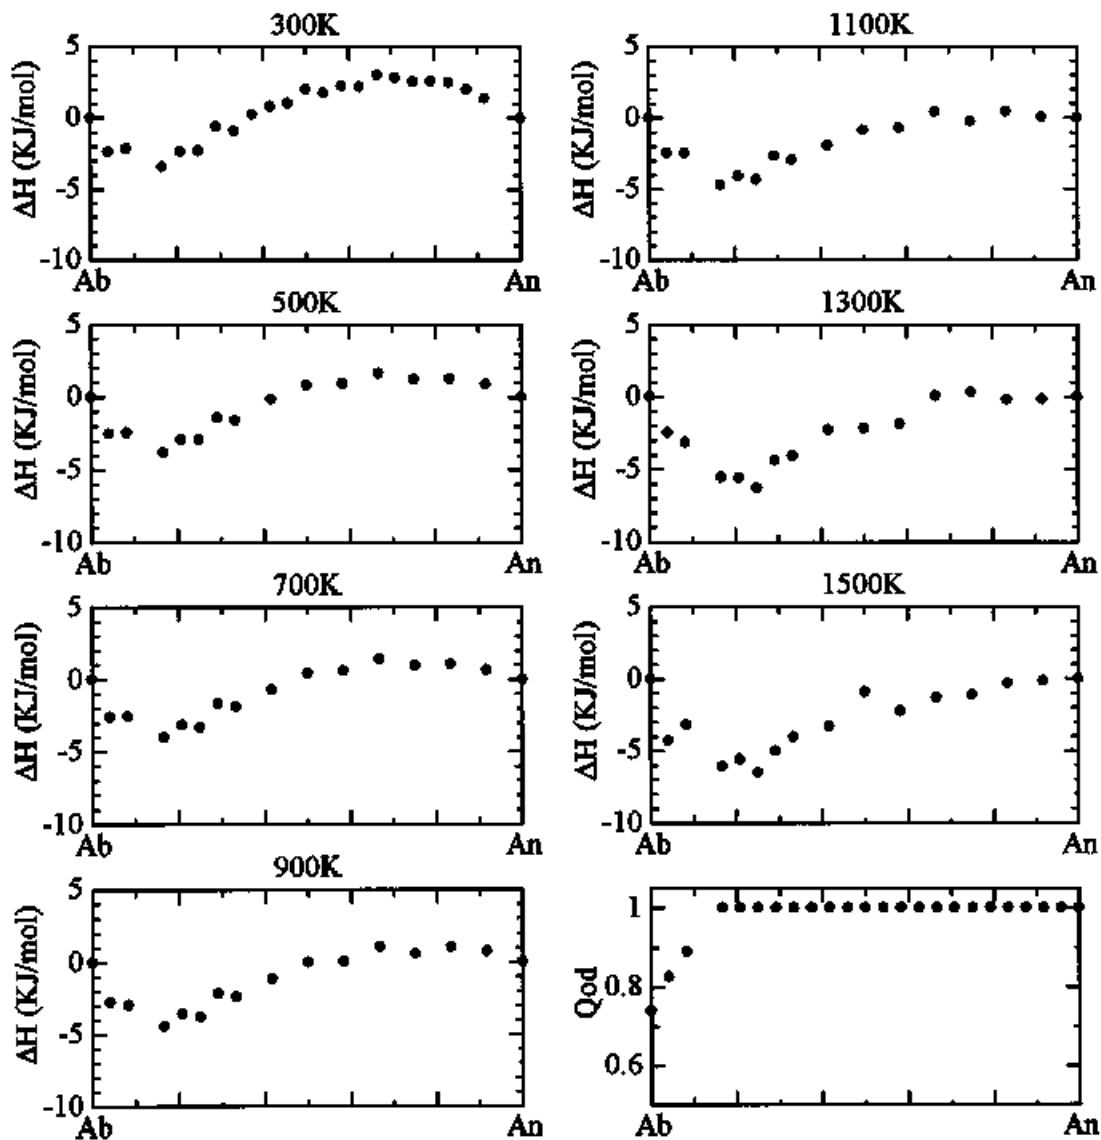 300K
5
0
-5
-10
ΔH (KJ/mol)
Ab
An
1100K
5
0
-5
-10
ΔH (KJ/mol)
Ab
An
500K
5
0
-5
-10
ΔH (KJ/mol)
Ab
An
1300K
5
0
-5
-10
ΔH (KJ/mol)
Ab
An
700K
5
0
-5
-10
ΔH (KJ/mol)
Ab
An
1500K
5
0
-5
-10
ΔH (KJ/mol)
Ab
An
900K
5
0
-5
-10
ΔH (KJ/mol)
Ab
An
1
0.8
0.6
Qod
Ab
An